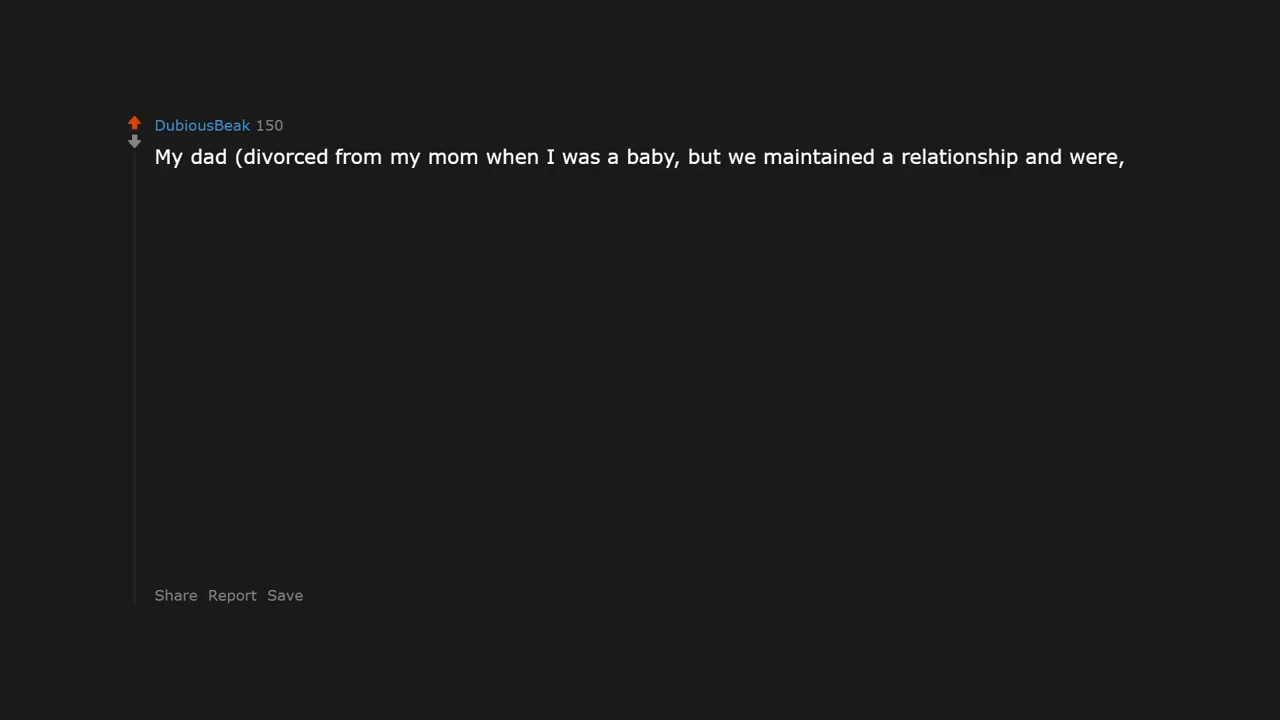 DubiousBeak 150
My dad (divorced from my mom when I was a baby, but we maintained a relationship and were,
Share Report Save